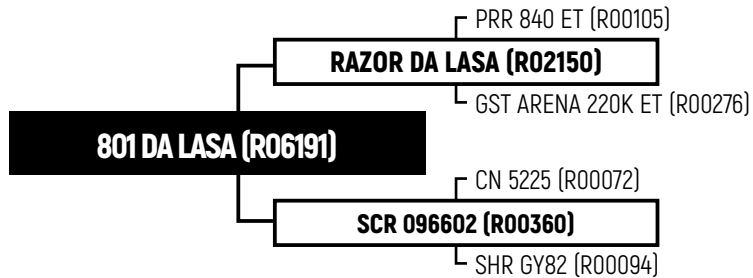 PRR 840 ET (R00105)
RAZOR DA LASA (R02150)
GST ARENA 220K ET (R00276)
801 DA LASA (R06191)
CN 5225 (R00072)
SCR 096602 (R00360)
SHR GY82 (R00094)